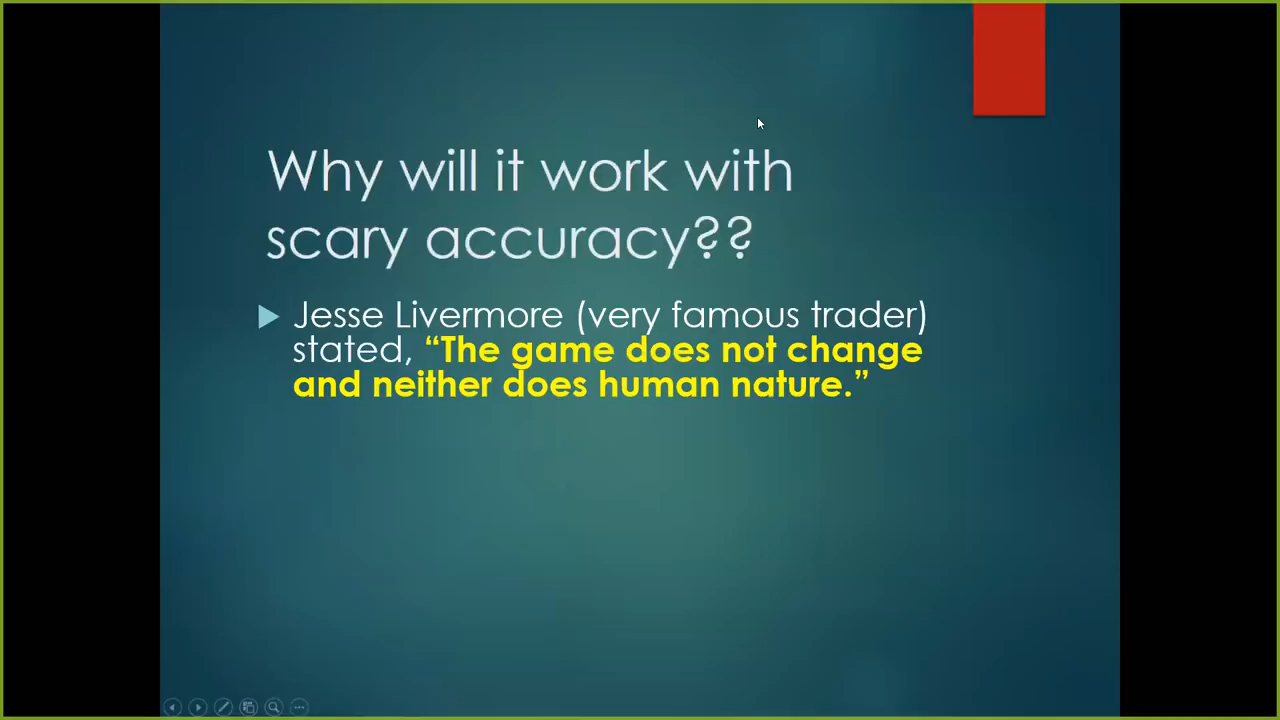 Why will it work with
scary accuracy??
Jesse Livermore (very famous trader)
stated, “The game does not change
and neither does human nature.”